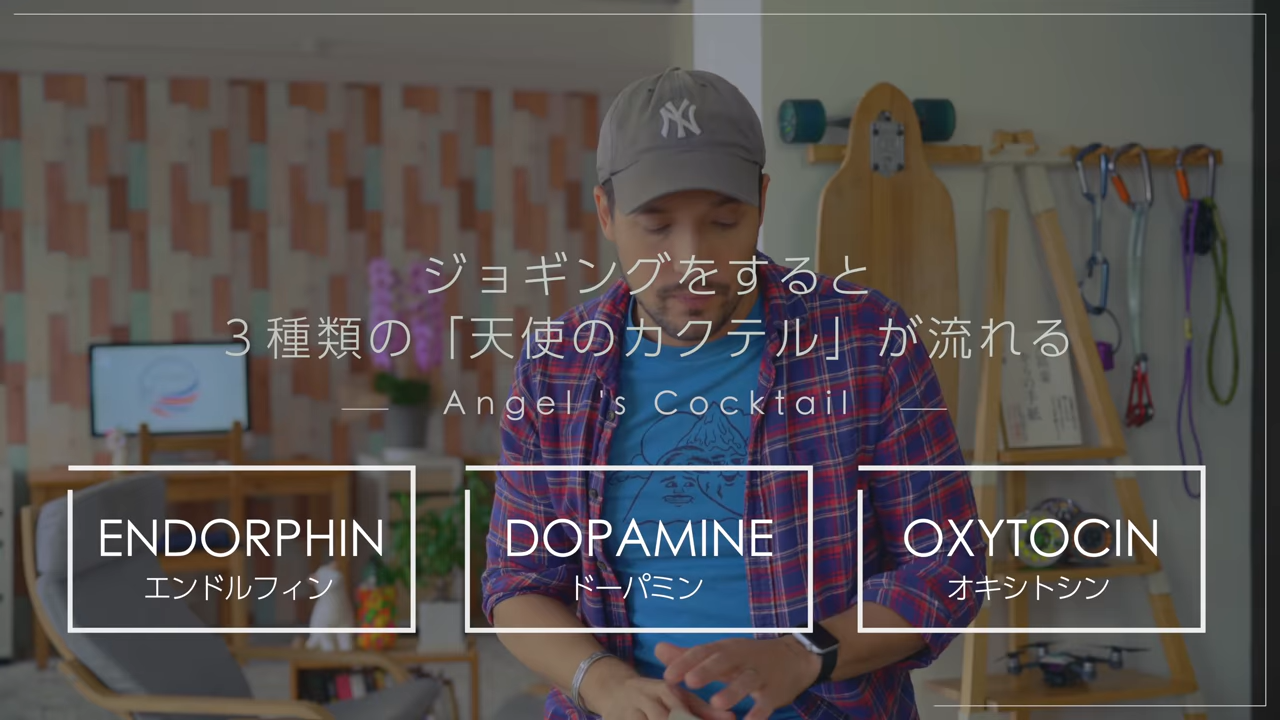 ジョギングをすると
３種類の「天使のカクテル」が流れる
Angel 's Cocktail
ENDORPHIN
エンドルフィン
DOPAMINE
ドーパミン
OXYTOCIN
オキシトシン
NY